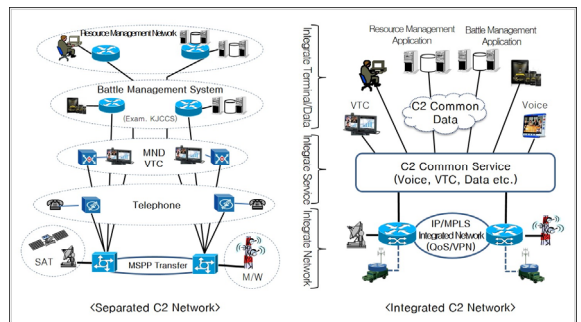 Resource Management Network
Battle Management System
(Exam. KJCCS)
MND
VTC
Telephone
SAT
MSPP Transfer
M/W
<Separated C2 Network>
Integrate Terminal/Data
Integrate Service
Integrate Network
Resource Management
Application
Battle Management
Application
VTC
C2 Common
Data
Voice
C2 Common Service
(Voice, VTC, Data etc.)
IP/MPLS
Integrated Network
(QoS/VPN)
<Integrated C2 Network>